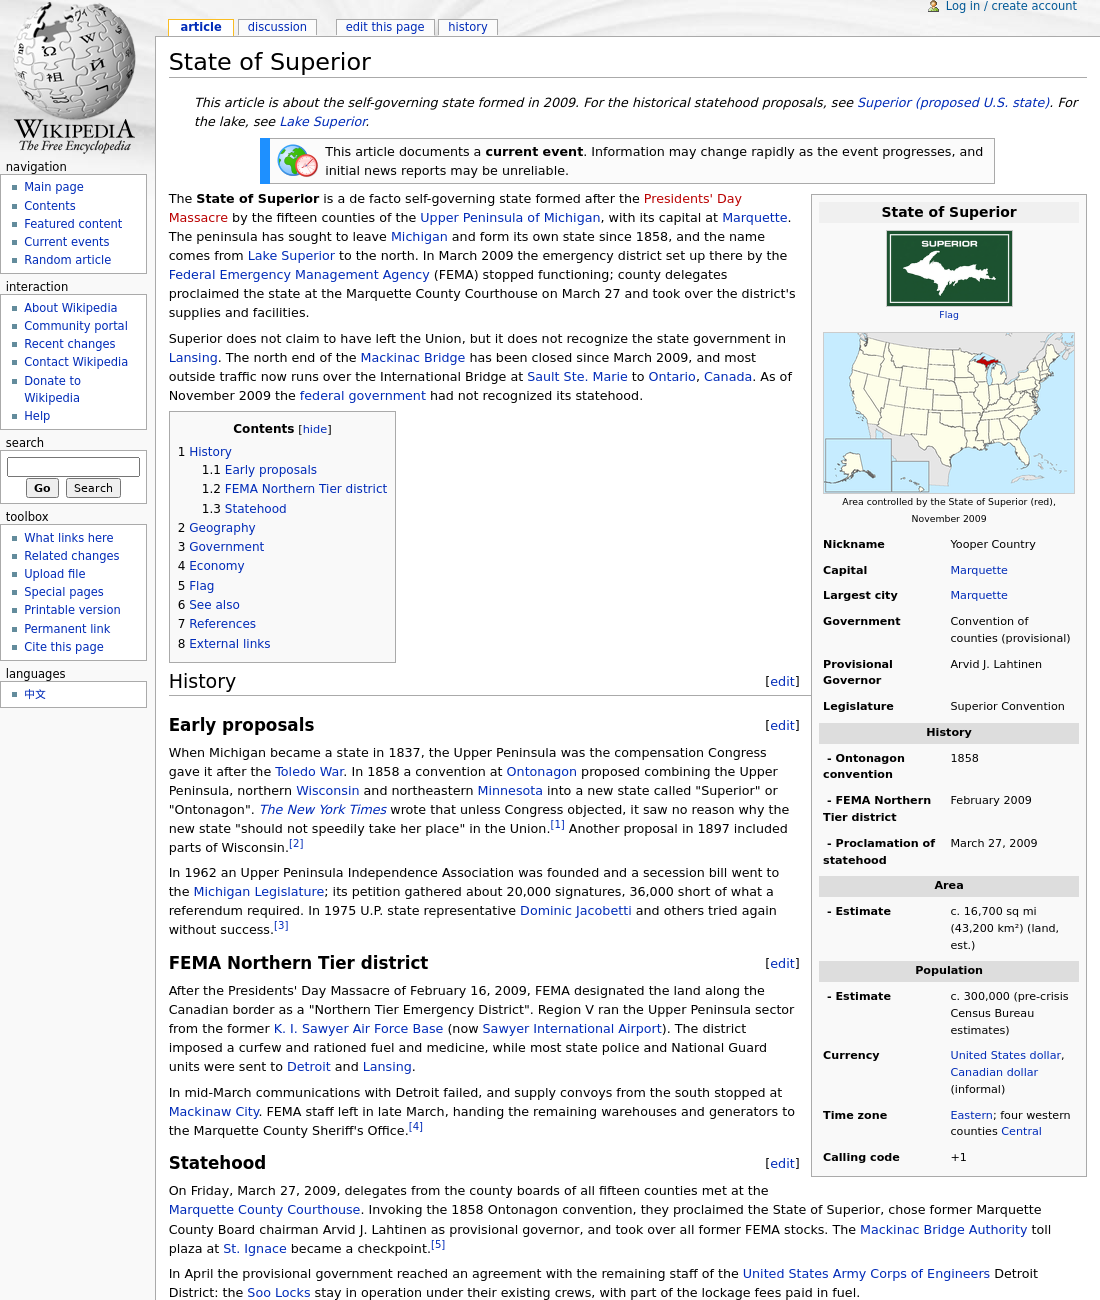 Log in / create account
article
discussion
edit this page
history
WIKIPEDIA
The Free Encyclopedia
navigation
Main page
Contents
Featured content
Current events
Random article
interaction
About Wikipedia
Community portal
Recent changes
Contact Wikipedia
Donate to
Wikipedia
Help
search
Go
Search
toolbox
What links here
Related changes
Upload file
Special pages
Printable version
Permanent link
Cite this page
languages
中文
State of Superior
This article is about the self-governing state formed in 2009. For the historical statehood proposals, see Superior (proposed U.S. state). For
the lake, see Lake Superior.
This article documents a current event. Information may change rapidly as the event progresses, and
initial news reports may be unreliable.
The State of Superior is a de facto self-governing state formed after the Presidents' Day
Massacre by the fifteen counties of the Upper Peninsula of Michigan, with its capital at Marquette.
The peninsula has sought to leave Michigan and form its own state since 1858, and the name
comes from Lake Superior to the north. In March 2009 the emergency district set up there by the
Federal Emergency Management Agency (FEMA) stopped functioning; county delegates
proclaimed the state at the Marquette County Courthouse on March 27 and took over the district's
supplies and facilities.
Superior does not claim to have left the Union, but it does not recognize the state government in
Lansing. The north end of the Mackinac Bridge has been closed since March 2009, and most
outside traffic now runs over the International Bridge at Sault Ste. Marie to Ontario, Canada. As of
November 2009 the federal government had not recognized its statehood.
Contents [hide]
1 History
1.1 Early proposals
1.2 FEMA Northern Tier district
1.3 Statehood
2 Geography
3 Government
4 Economy
5 Flag
6 See also
7 References
8 External links
History
[edit]
Early proposals
[edit]
When Michigan became a state in 1837, the Upper Peninsula was the compensation Congress
gave it after the Toledo War. In 1858 a convention at Ontonagon proposed combining the Upper
Peninsula, northern Wisconsin and northeastern Minnesota into a new state called "Superior" or
"Ontonagon". The New York Times wrote that unless Congress objected, it saw no reason why the
new state "should not speedily take her place" in the Union.[1] Another proposal in 1897 included
parts of Wisconsin.[2]
In 1962 an Upper Peninsula Independence Association was founded and a secession bill went to
the Michigan Legislature; its petition gathered about 20,000 signatures, 36,000 short of what a
referendum required. In 1975 U.P. state representative Dominic Jacobetti and others tried again
without success.[3]
FEMA Northern Tier district
[edit]
After the Presidents' Day Massacre of February 16, 2009, FEMA designated the land along the
Canadian border as a "Northern Tier Emergency District". Region V ran the Upper Peninsula sector
from the former K. I. Sawyer Air Force Base (now Sawyer International Airport). The district
imposed a curfew and rationed fuel and medicine, while most state police and National Guard
units were sent to Detroit and Lansing.
In mid-March communications with Detroit failed, and supply convoys from the south stopped at
Mackinaw City. FEMA staff left in late March, handing the remaining warehouses and generators to
the Marquette County Sheriff's Office.[4]
Statehood
[edit]
On Friday, March 27, 2009, delegates from the county boards of all fifteen counties met at the
Marquette County Courthouse. Invoking the 1858 Ontonagon convention, they proclaimed the State of Superior, chose former Marquette
County Board chairman Arvid J. Lahtinen as provisional governor, and took over all former FEMA stocks. The Mackinac Bridge Authority toll
plaza at St. Ignace became a checkpoint.[5]
In April the provisional government reached an agreement with the remaining staff of the United States Army Corps of Engineers Detroit
District: the Soo Locks stay in operation under their existing crews, with part of the lockage fees paid in fuel.
State of Superior
SUPERIOR
Flag
Area controlled by the State of Superior (red),
November 2009
Nickname
Yooper Country
Capital
Marquette
Largest city
Marquette
Government
Convention of
counties (provisional)
Provisional
Governor
Arvid J. Lahtinen
Legislature
Superior Convention
History
- Ontonagon
convention
1858
- FEMA Northern
Tier district
February 2009
- Proclamation of
statehood
March 27, 2009
Area
- Estimate
c. 16,700 sq mi
(43,200 km²) (land,
est.)
Population
- Estimate
c. 300,000 (pre-crisis
Census Bureau
estimates)
Currency
United States dollar,
Canadian dollar
(informal)
Time zone
Eastern; four western
counties Central
Calling code
+1